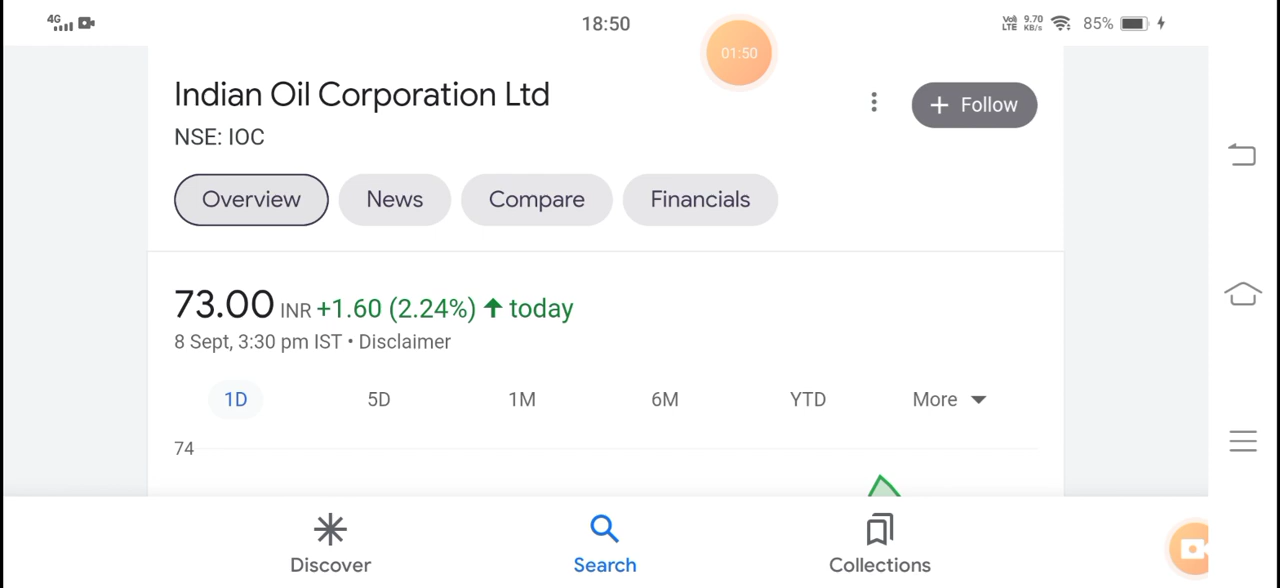 4G 18:50 01:50 Vo) LTE 9.70 KB/s 85%
Indian Oil Corporation Ltd
+ Follow
NSE: IOC
Overview News Compare Financials
73.00 INR +1.60 (2.24%) ↑ today
8 Sept, 3:30 pm IST • Disclaimer
1D 5D 1M 6M YTD More
74
Discover Search Collections